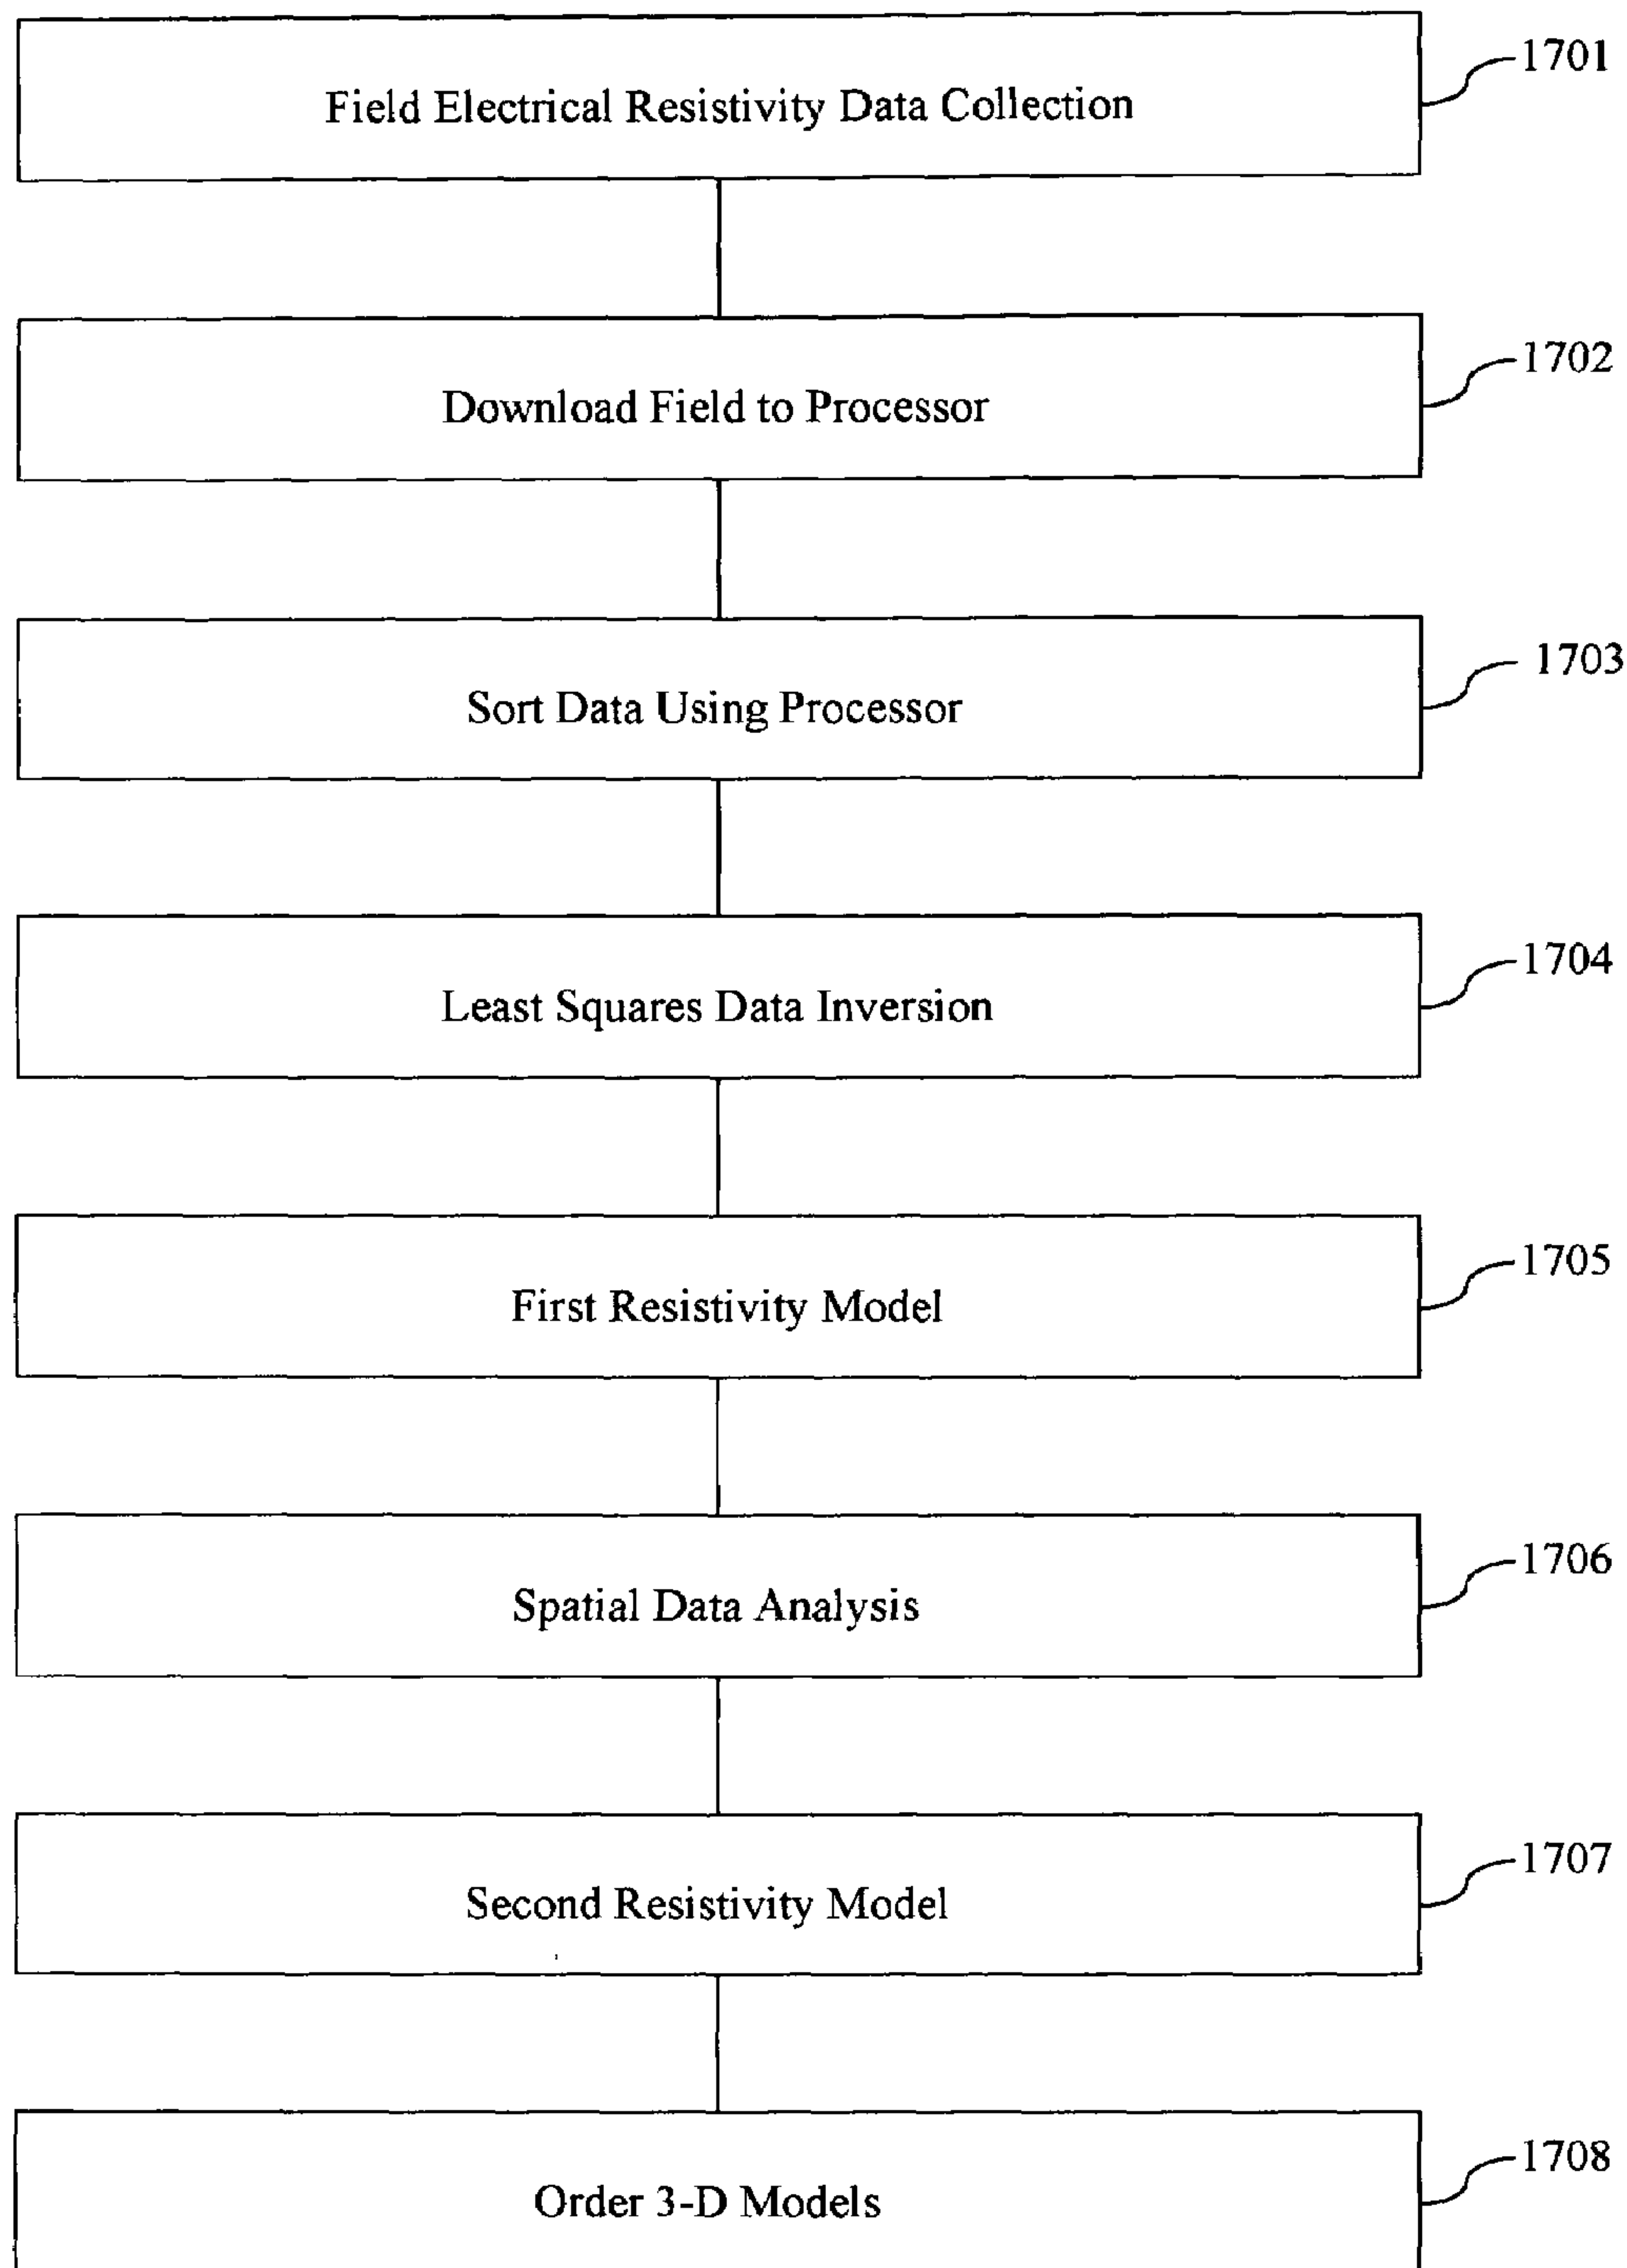 Field Electrical Resistivity Data Collection
1701
Download Field to Processor
1702
Sort Data Using Processor
1703
Least Squares Data Inversion
1704
First Resistivity Model
1705
Spatial Data Analysis
1706
Second Resistivity Model
1707
Order 3-D Models
1708